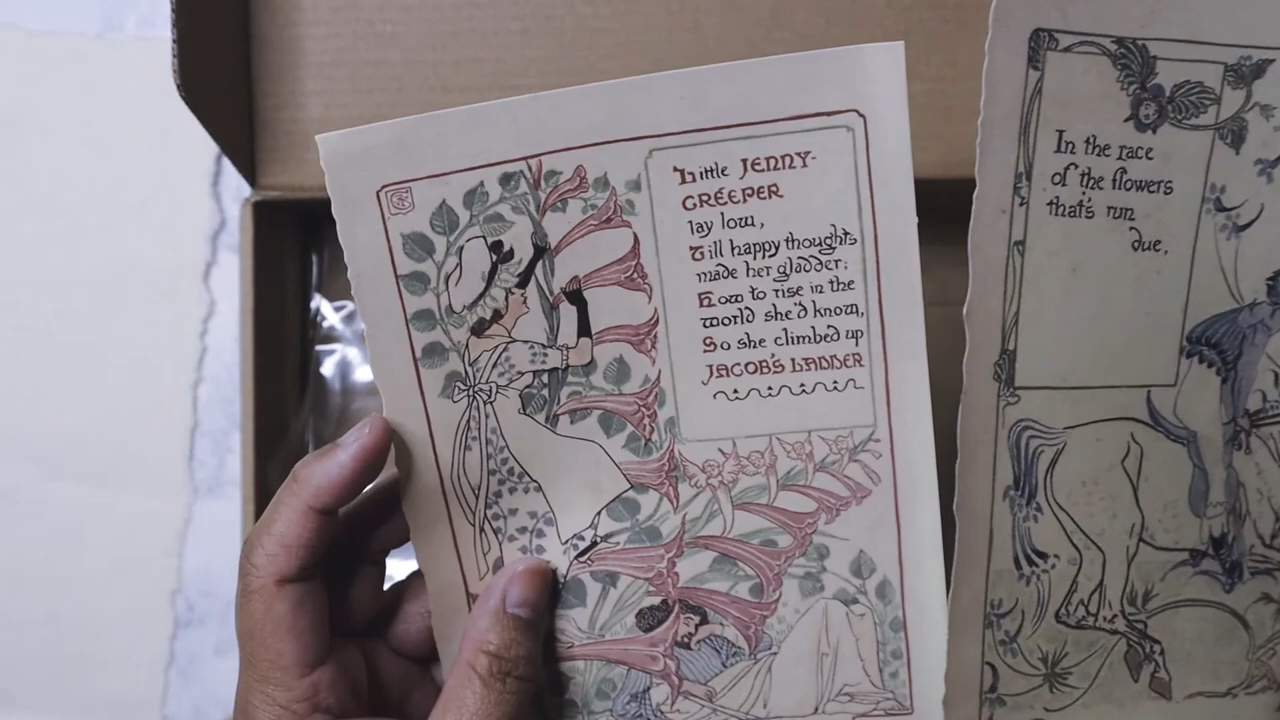 Little JENNY-
CREEPER
lay low,
Till happy thoughts
made her gladder;
How to rise in the
world she'd know,
So she climbed up
JACOB'S LADDER
In the race
of the flowers
that's run
due,